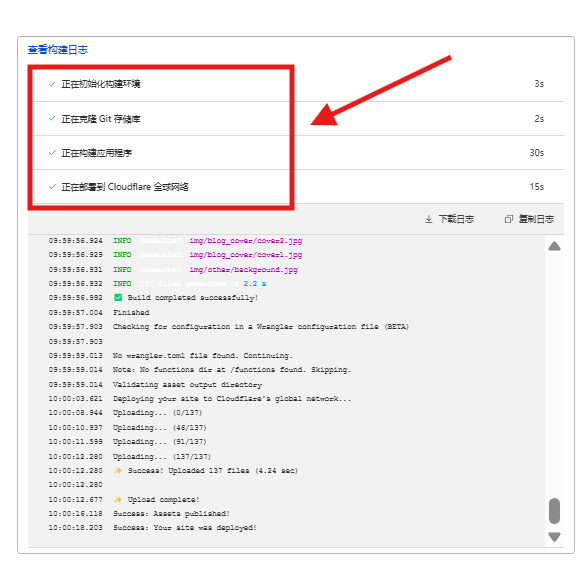 查看构建日志
正在初始化构建环境 3s
正在克隆 Git 存储库 2s
正在构建应用程序 30s
正在部署到 Cloudflare 全球网络 15s
下载日志 复制日志
09:59:56.924 INFO Generated: img/blog_cover/cover2.jpg
09:59:56.929 INFO Generated: img/blog_cover/cover1.jpg
09:59:56.931 INFO Generated: img/other/background.jpg
09:59:56.932 INFO 137 files generated in 2.2 s
09:59:56.992 ✅ Build completed successfully!
09:59:57.004 Finished
09:59:57.903 Checking for configuration in a Wrangler configuration file (BETA)
09:59:57.903
09:59:59.013 No wrangler.toml file found. Continuing.
09:59:59.014 Note: No functions dir at /functions found. Skipping.
09:59:59.014 Validating asset output directory
10:00:03.621 Deploying your site to Cloudflare's global network...
10:00:08.944 Uploading... (0/137)
10:00:10.937 Uploading... (46/137)
10:00:11.599 Uploading... (91/137)
10:00:12.280 Uploading... (137/137)
10:00:12.280 ✨ Success! Uploaded 137 files (4.24 sec)
10:00:12.280
10:00:12.677 ✨ Upload complete!
10:00:16.118 Success: Assets published!
10:00:18.203 Success: Your site was deployed!